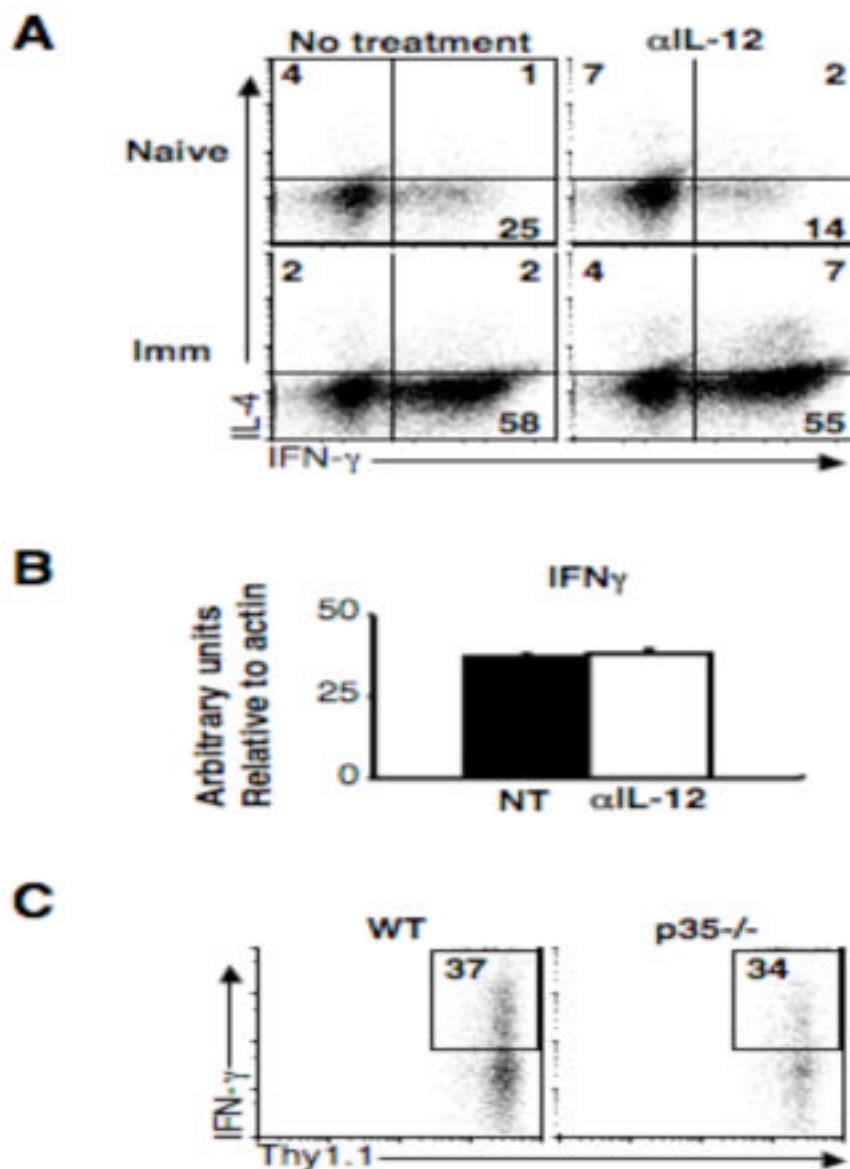 A
No treatment αIL-12
4 1 7 2
Naive
25 14
2 2 4 7
Imm
58 55
IL-4
IFN-γ
B
IFNγ
Arbitrary units
Relative to actin
50
25
0
NT αIL-12
C
WT p35-/-
37 34
IFN-γ
Thy1.1